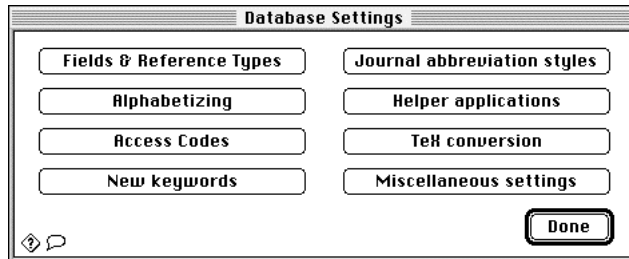 Database Settings
Fields & Reference Types
Journal abbreviation styles
Alphabetizing
Helper applications
Access Codes
TeX conversion
New keywords
Miscellaneous settings
Done
?